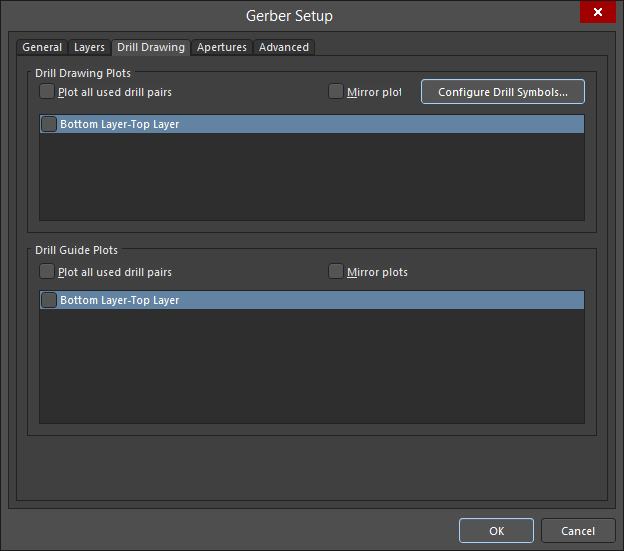 Gerber Setup
General Layers Drill Drawing Apertures Advanced
Drill Drawing Plots
Plot all used drill pairs Mirror plot Configure Drill Symbols...
Bottom Layer-Top Layer
Drill Guide Plots
Plot all used drill pairs Mirror plots
Bottom Layer-Top Layer
OK Cancel